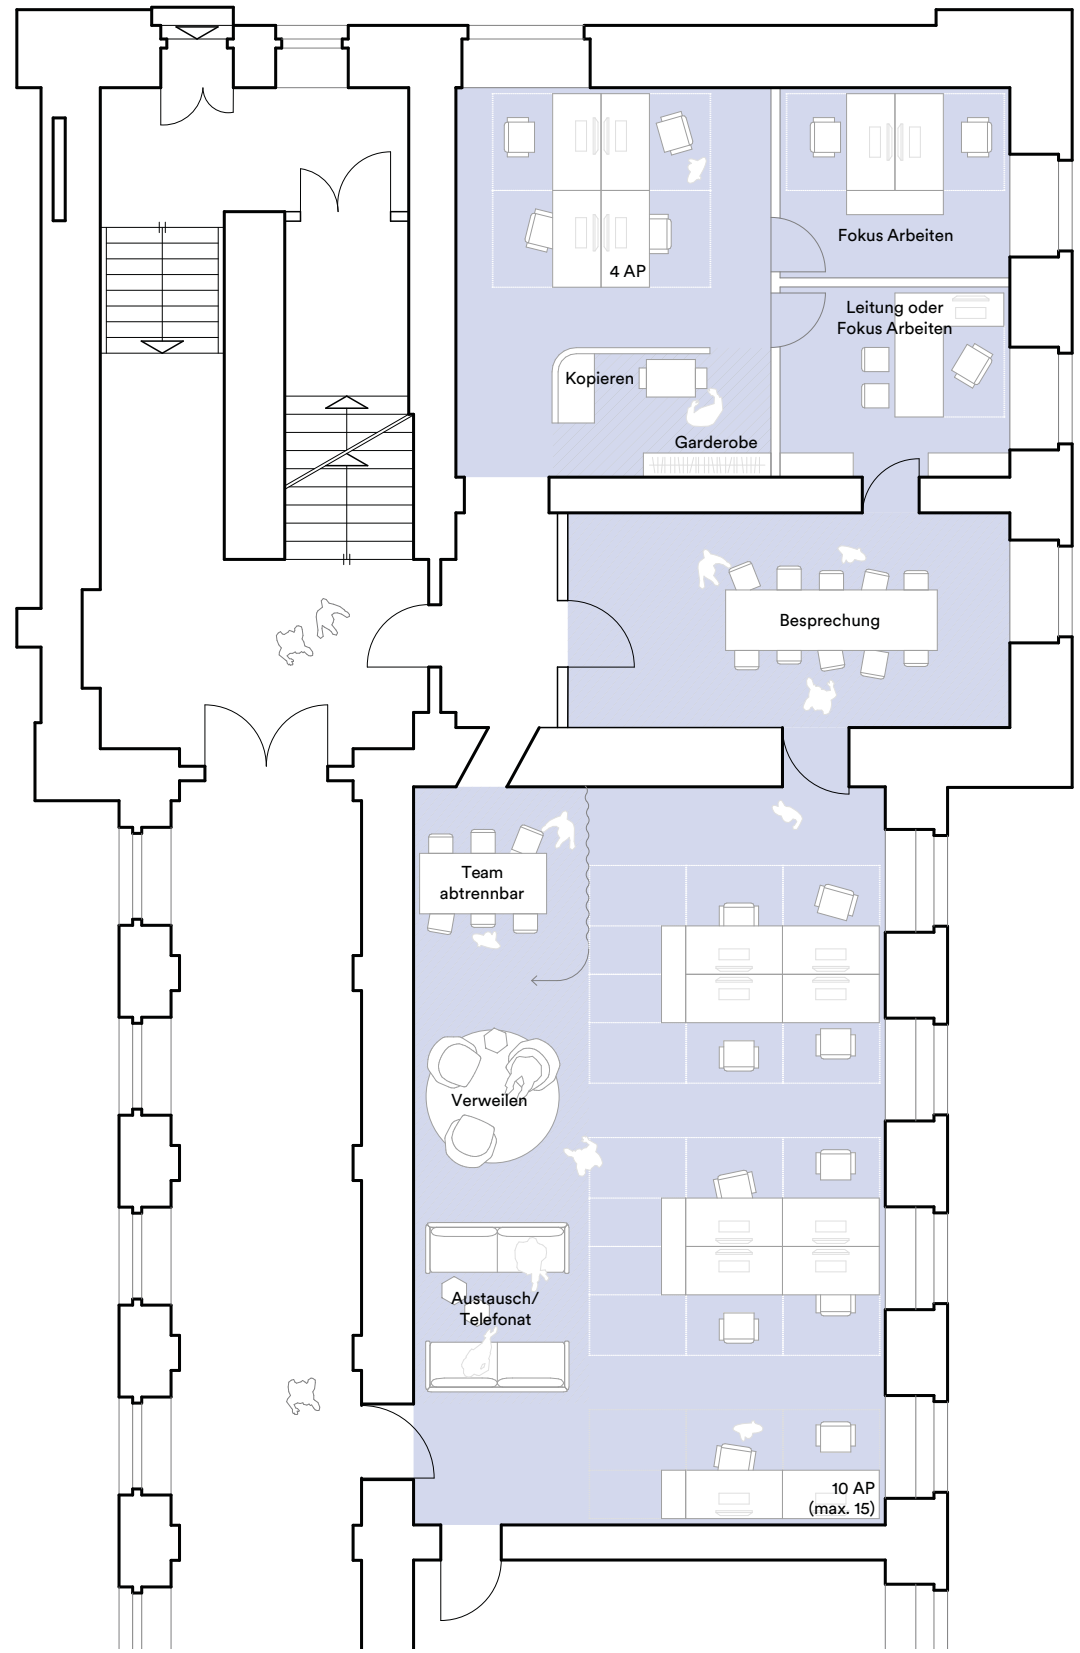 Fokus Arbeiten
4 AP
Leitung oder
Fokus Arbeiten
Kopieren
Garderobe
Besprechung
Team
abtrennbar
Verweilen
Austausch/
Telefonat
10 AP
(max. 15)